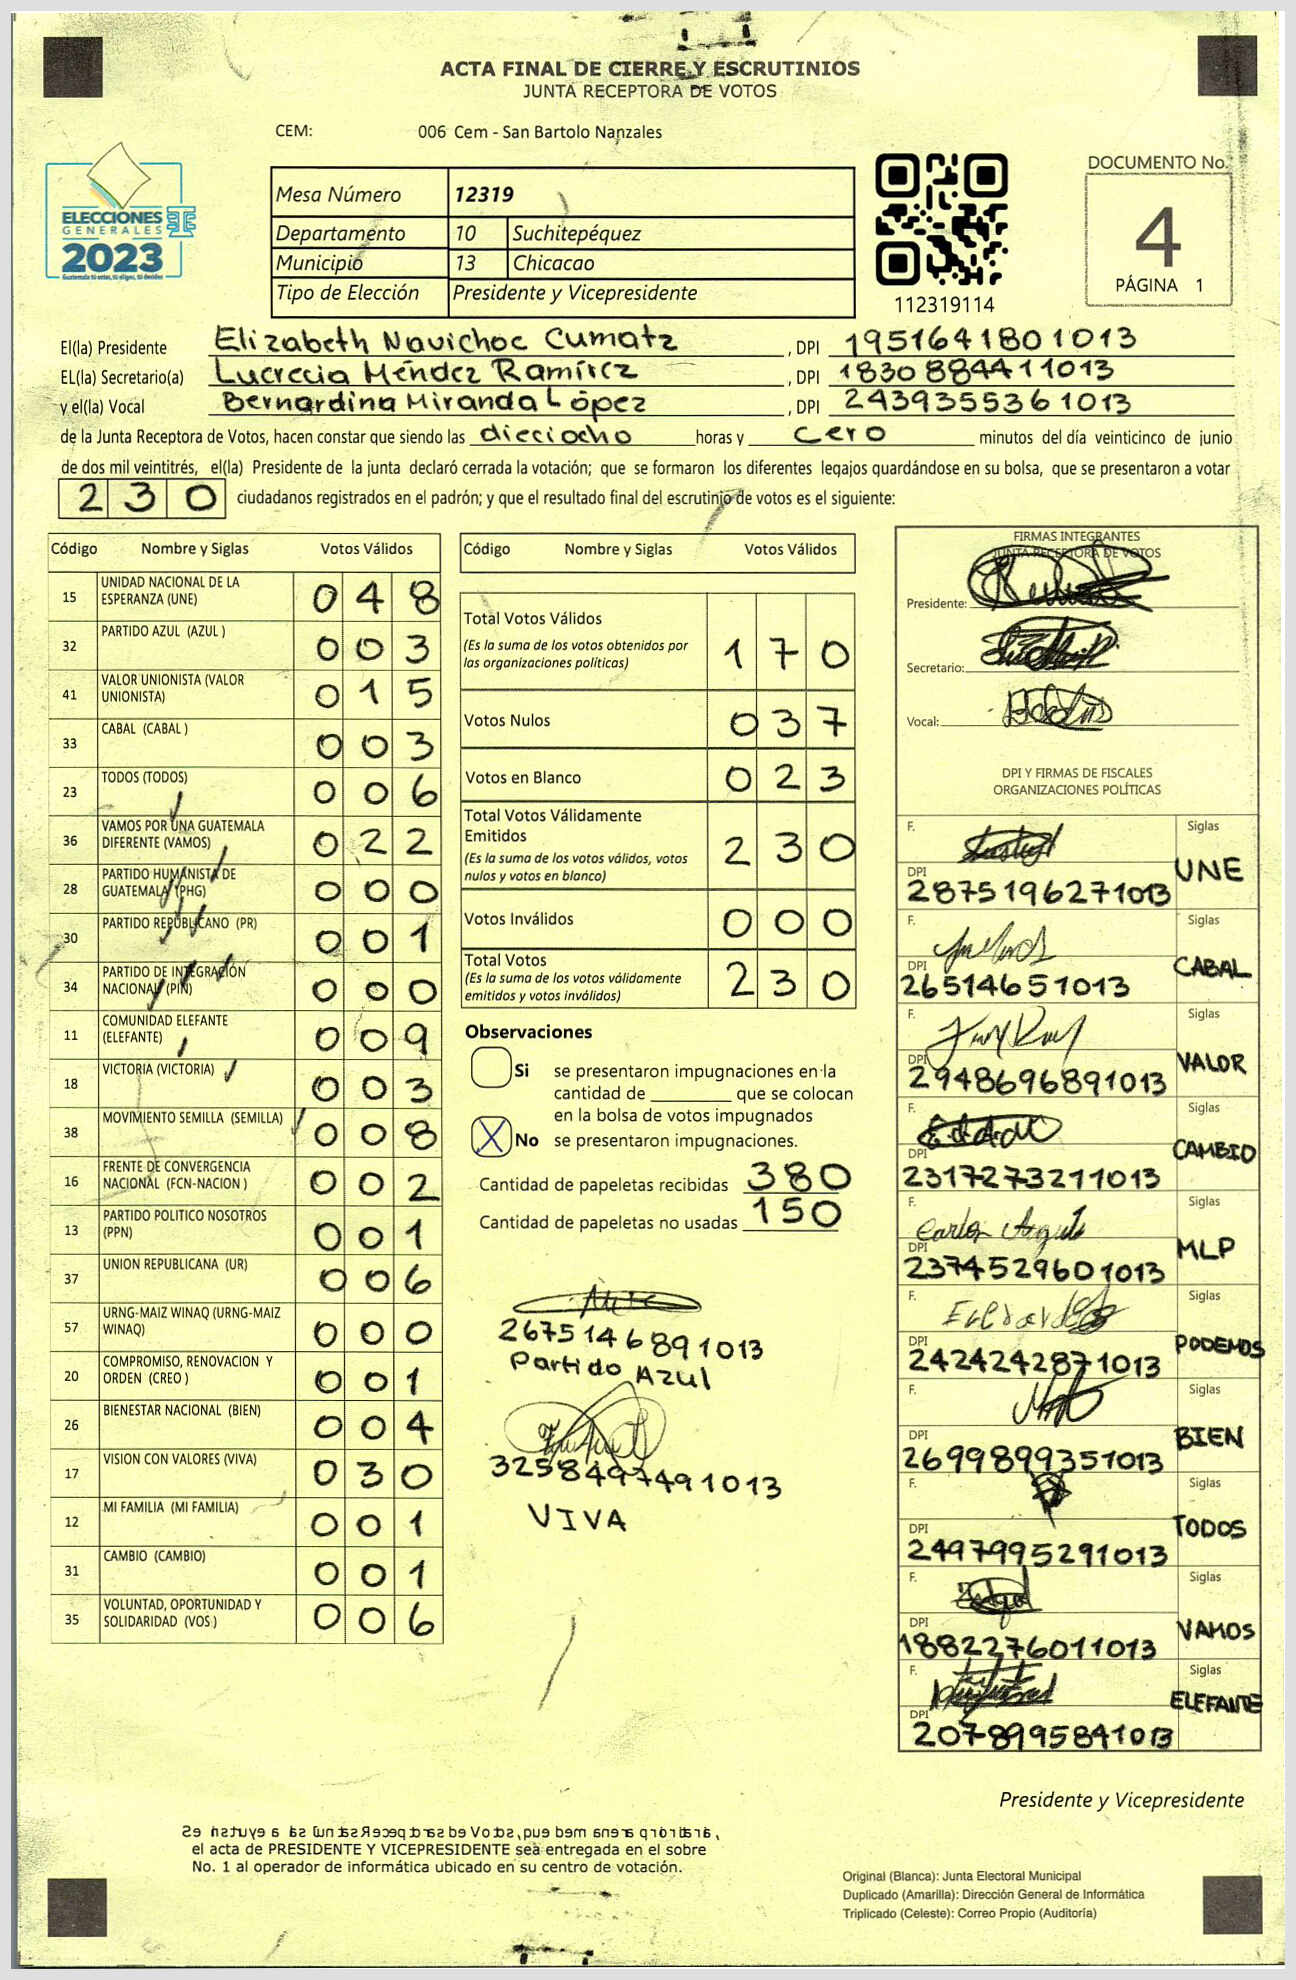 ACTA FINAL DE CIERRE Y ESCRUTINIOS
JUNTA RECEPTORA DE VOTOS
CEM: 006 Cem - San Bartolo Nanzales
ELECCIONES
GENERALES
2023
Mesa Número 12319
Departamento 10 Suchitepéquez
Municipio 13 Chicacao
Tipo de Elección Presidente y Vicepresidente
112319114
DOCUMENTO No.
4
PÁGINA 1
El(la) Presidente Elizabeth Navichoc Cumatz , DPI 1951641801013
EL(la) Secretario(a) Lucrecia Méndez Ramírez , DPI 1830884411013
y el(la) Vocal Bernardina Miranda López , DPI 2439355361013
de la Junta Receptora de Votos, hacen constar que siendo las dieciocho horas y cero minutos del día veinticinco de junio
de dos mil veintitrés, el(la) Presidente de la junta declaró cerrada la votación; que se formaron los diferentes legajos guardándose en su bolsa, que se presentaron a votar
230 ciudadanos registrados en el padrón; y que el resultado final del escrutinio de votos es el siguiente:
Código Nombre y Siglas Votos Válidos
15 UNIDAD NACIONAL DE LA ESPERANZA (UNE) 048
32 PARTIDO AZUL (AZUL ) 003
41 VALOR UNIONISTA (VALOR UNIONISTA) 015
33 CABAL (CABAL ) 003
23 TODOS (TODOS) 006
36 VAMOS POR UNA GUATEMALA DIFERENTE (VAMOS) 022
28 PARTIDO HUMANISTA DE GUATEMALA (PHG) 000
30 PARTIDO REPUBLICANO (PR) 001
34 PARTIDO DE INTEGRACIÓN NACIONAL (PIN) 000
11 COMUNIDAD ELEFANTE (ELEFANTE) 009
18 VICTORIA (VICTORIA) 003
38 MOVIMIENTO SEMILLA (SEMILLA) 008
16 FRENTE DE CONVERGENCIA NACIONAL (FCN-NACION ) 002
13 PARTIDO POLITICO NOSOTROS (PPN) 001
37 UNION REPUBLICANA (UR) 006
57 URNG-MAIZ WINAQ (URNG-MAIZ WINAQ) 000
20 COMPROMISO, RENOVACION Y ORDEN (CREO ) 001
26 BIENESTAR NACIONAL (BIEN) 004
17 VISION CON VALORES (VIVA) 030
12 MI FAMILIA (MI FAMILIA) 001
31 CAMBIO (CAMBIO) 001
35 VOLUNTAD, OPORTUNIDAD Y SOLIDARIDAD (VOS ) 006
Código Nombre y Siglas Votos Válidos
Total Votos Válidos 170
(Es la suma de los votos obtenidos por
las organizaciones políticas)
Votos Nulos 037
Votos en Blanco 023
Total Votos Válidamente
Emitidos 230
(Es la suma de los votos válidos, votos
nulos y votos en blanco)
Votos Inválidos 000
Total Votos 230
(Es la suma de los votos válidamente
emitidos y votos inválidos)
Observaciones
Si se presentaron impugnaciones en la
cantidad de ________ que se colocan
en la bolsa de votos impugnados
X No se presentaron impugnaciones.
Cantidad de papeletas recibidas 380
Cantidad de papeletas no usadas 150
2675146891013
Partido Azul
3258497491013
VIVA
FIRMAS INTEGRANTES
JUNTA RECEPTORA DE VOTOS
Presidente:
Secretario:
Vocal:
DPI Y FIRMAS DE FISCALES
ORGANIZACIONES POLÍTICAS
F. Siglas
DPI 2875196271013 UNE
F. Siglas
DPI 26514651013 CABAL
F. Siglas
DPI 2948696891013 VALOR
F. Siglas
DPI 2317273211013 CAMBIO
F. Carlos Siglas
DPI 2374529601013 MLP
F. Siglas
DPI 2424242871013 PODEMOS
F. Siglas
DPI 2699899351013 BIEN
F. Siglas
DPI 2497995291013 TODOS
F. Siglas
DPI 1882276011013 VAMOS
F. Siglas
DPI 2078995841013 ELEFANTE
Presidente y Vicepresidente
el acta de PRESIDENTE Y VICEPRESIDENTE sea entregada en el sobre
No. 1 al operador de informática ubicado en su centro de votación.
Original (Blanca): Junta Electoral Municipal
Duplicado (Amarilla): Dirección General de Informática
Triplicado (Celeste): Correo Propio (Auditoría)